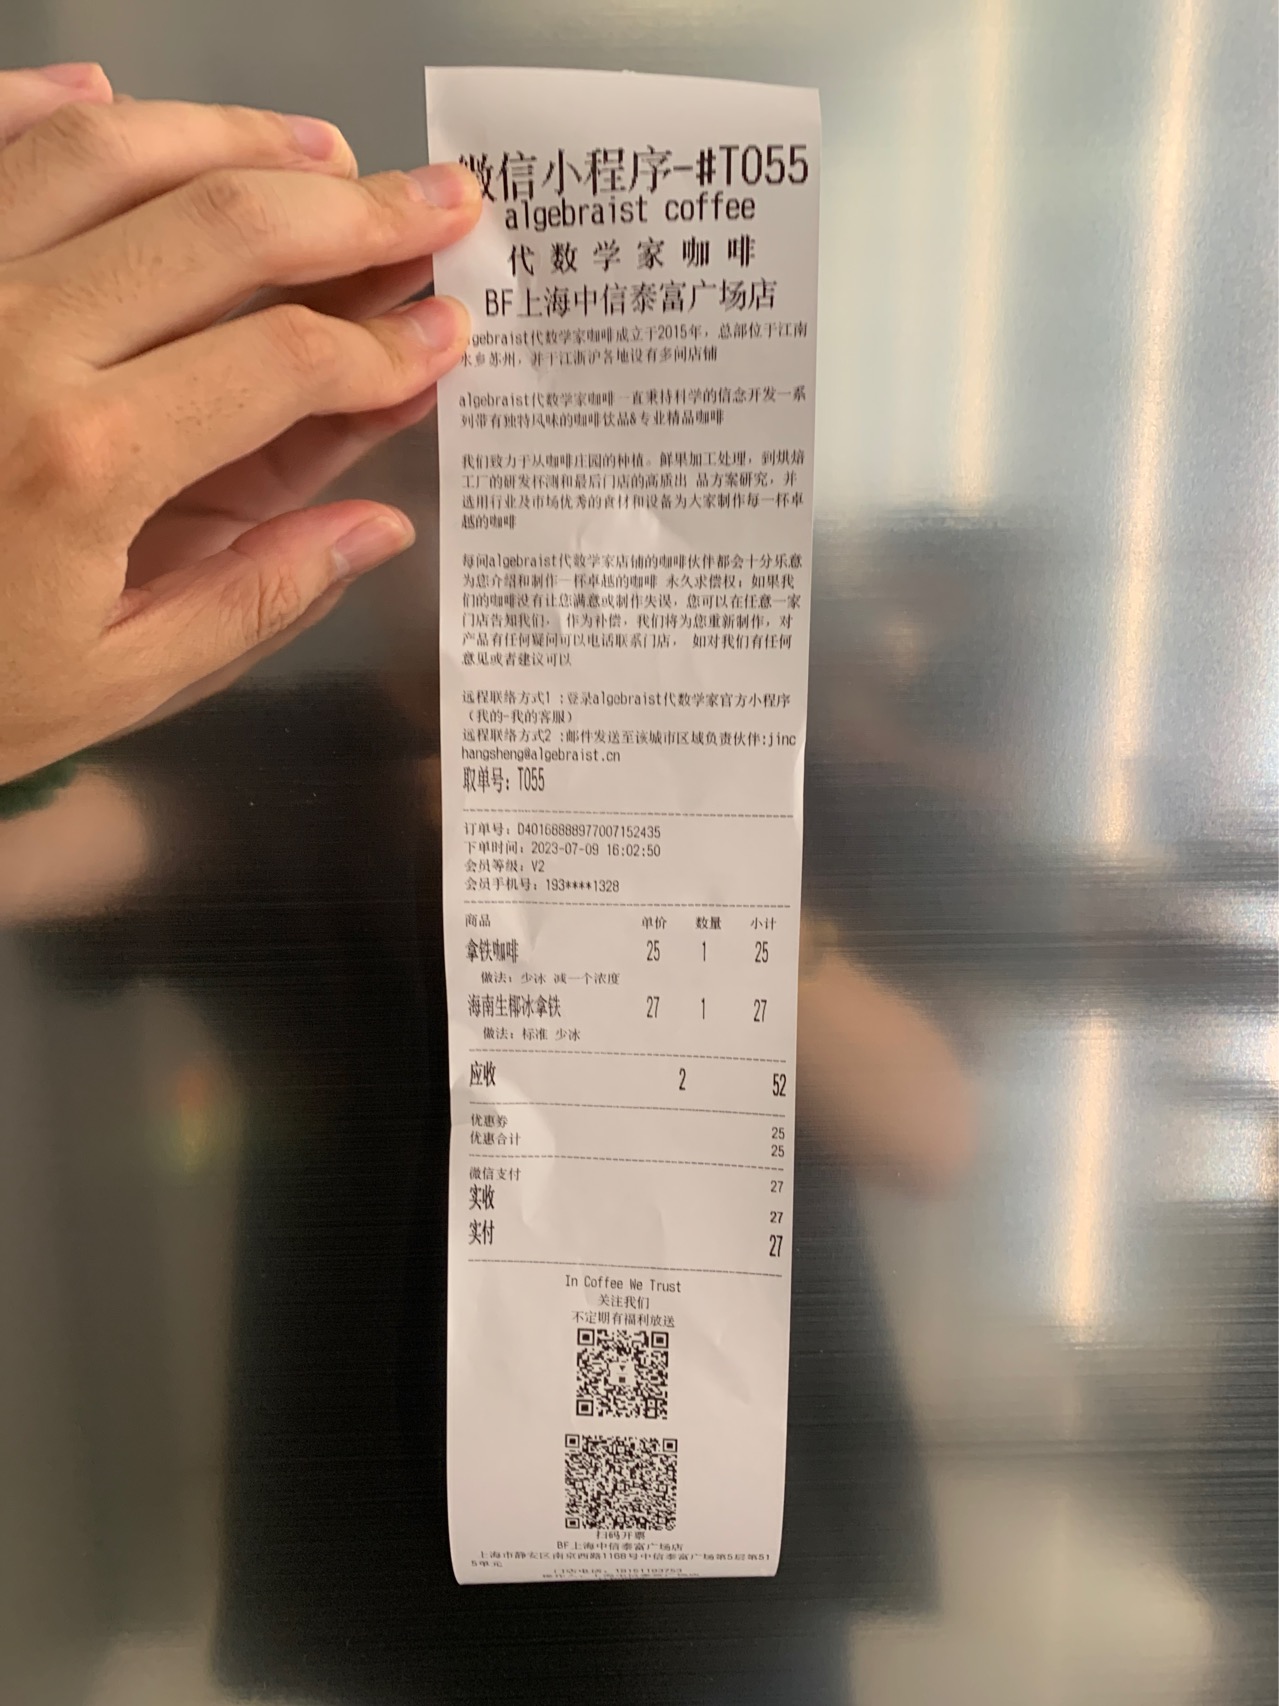 微信小程序-#T055
algebraist coffee
代数学家咖啡
BF上海中信泰富广场店
algebraist代数学家咖啡成立于2015年，总部位于江南
水乡苏州，并于江浙沪各地设有多间店铺
algebraist代数学家咖啡一直秉持科学的信念开发一系
列带有独特风味的咖啡饮品&专业精品咖啡
我们致力于从咖啡庄园的种植。鲜果加工处理，到烘焙
工厂的研发杯测和最后门店的高质出 品方案研究，并
选用行业及市场优秀的食材和设备为大家制作每一杯卓
越的咖啡
每间algebraist代数学家店铺的咖啡伙伴都会十分乐意
为您介绍和制作一杯卓越的咖啡 永久求偿权：如果我
们的咖啡没有让您满意或制作失误，您可以在任意一家
门店告知我们， 作为补偿，我们将为您重新制作，对
产品有任何疑问可以电话联系门店， 如对我们有任何
意见或者建议可以
远程联络方式1 :登录algebraist代数学家官方小程序
（我的-我的客服）
远程联络方式2 :邮件发送至该城市区域负责伙伴:jinc
hangsheng@algebraist.cn
取单号：T055
订单号：D40168888977007152435
下单时间：2023-07-09 16:02:50
会员等级：V2
会员手机号：193****1328
商品 单价 数量 小计
拿铁咖啡 25 1 25
做法：少冰 减一个浓度
海南生椰冰拿铁 27 1 27
做法：标准 少冰
应收 2 52
优惠券 25
优惠合计 25
微信支付 27
实收 27
实付 27
In Coffee We Trust
关注我们
不定期有福利放送
扫码开票
BF上海中信泰富广场店
上海市静安区南京西路1168号中信泰富广场第5层第51
5单元
门店电话：18151193753